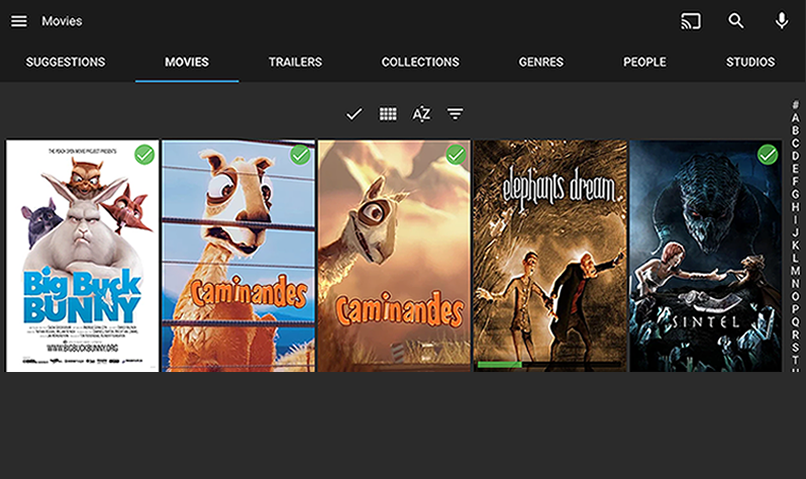 Movies
SUGGESTIONS
MOVIES
TRAILERS
COLLECTIONS
GENRES
PEOPLE
STUDIOS
AZ
THE PEACH OPEN MOVIE PROJECT PRESENTS
Big Buck
BUNNY
WWW.BIGBUCKBUNNY.ORG
Caminandes
Caminandes
elephants dream
SINTEL
#
A
B
C
D
E
F
G
H
I
J
K
L
M
N
O
P
Q
R
S
T